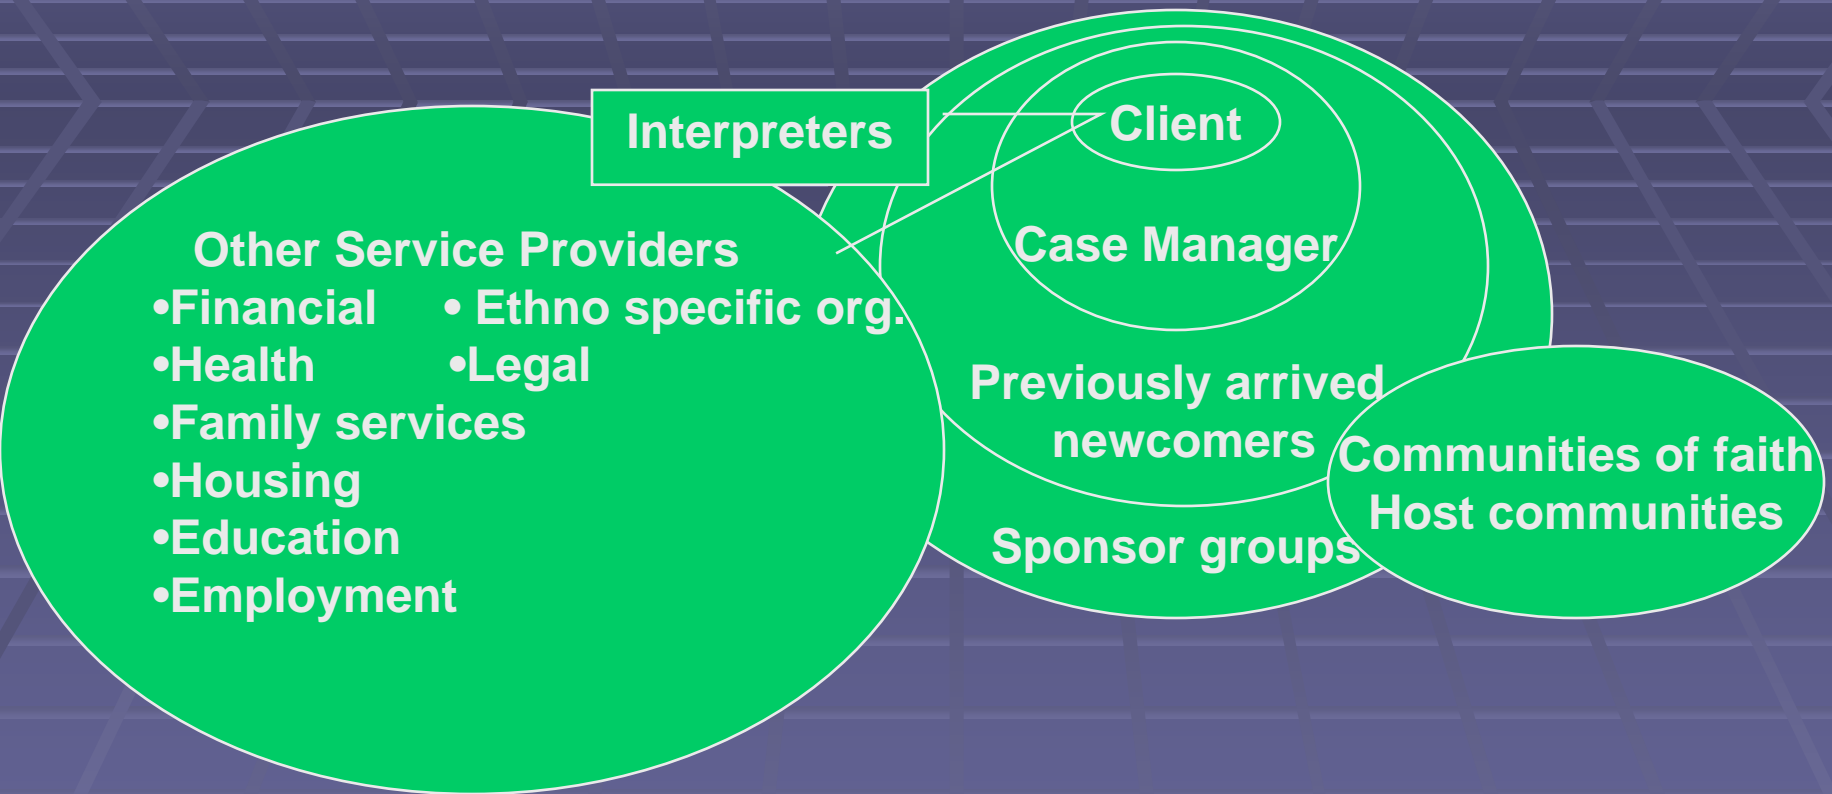 Interpreters
Client
Case Manager
Other Service Providers
•Financial • Ethno specific org.
•Health •Legal
•Family services
•Housing
•Education
•Employment
Previously arrived
newcomers
Sponsor groups
Communities of faith
Host communities